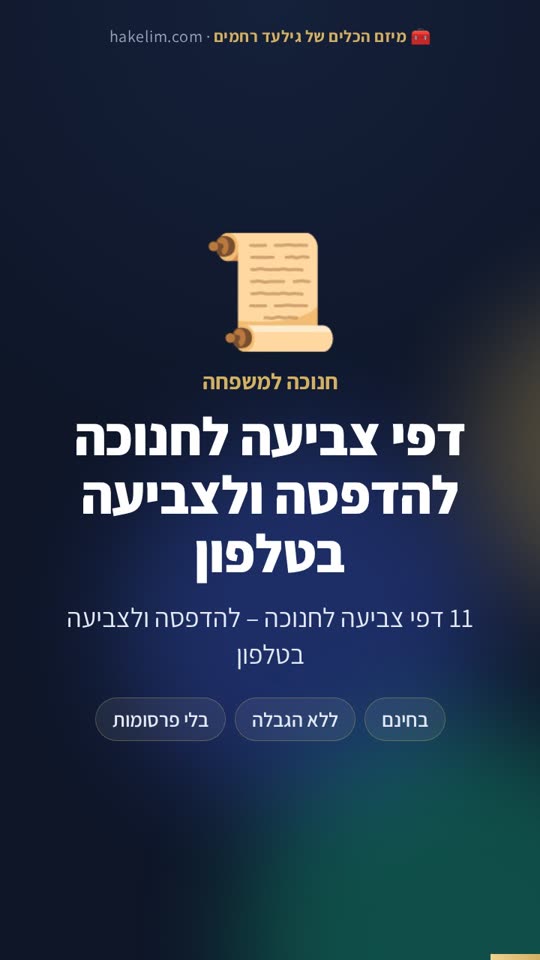 🧰 מיזם הכלים של גילעד רחמים · hakelim.com
חנוכה למשפחה
דפי צביעה לחנוכה
להדפסה ולצביעה
בטלפון
11 דפי צביעה לחנוכה – להדפסה ולצביעה
בטלפון
בחינם
ללא הגבלה
בלי פרסומות